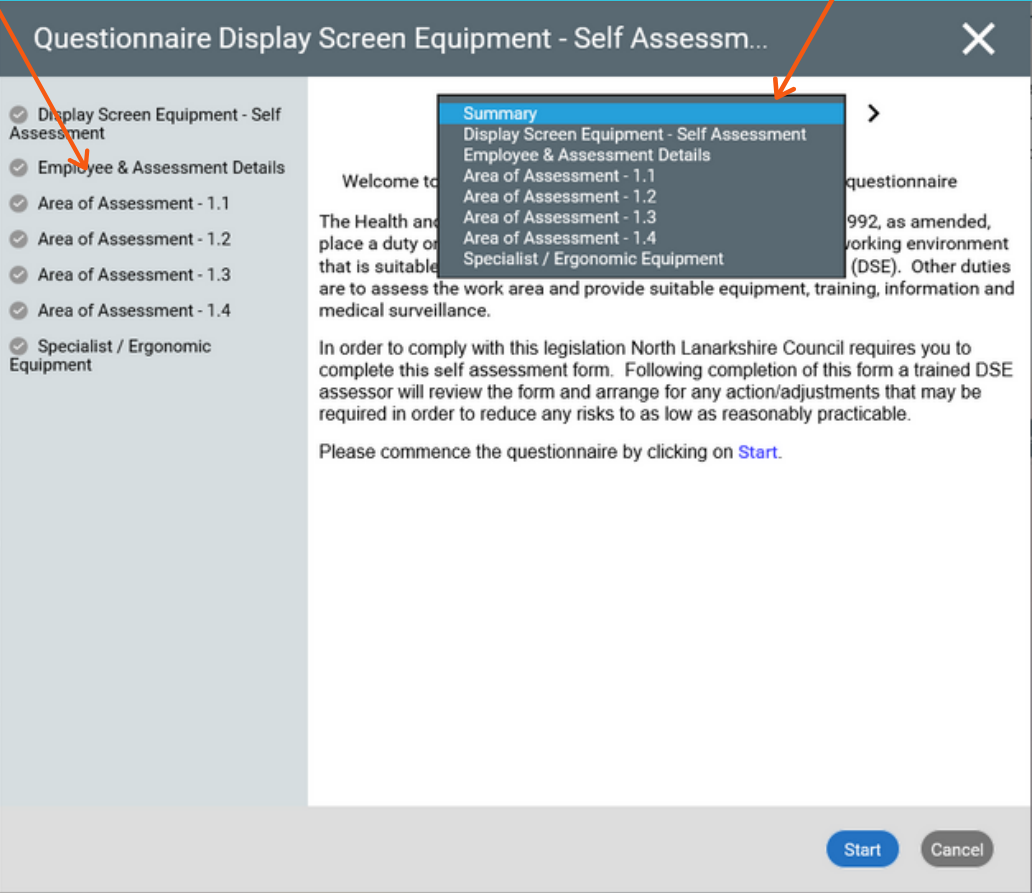 Questionnaire Display Screen Equipment - Self Assessm...
Display Screen Equipment - Self
Assessment
Employee & Assessment Details
Area of Assessment - 1.1
Area of Assessment - 1.2
Area of Assessment - 1.3
Area of Assessment - 1.4
Specialist / Ergonomic
Equipment
Summary
Display Screen Equipment - Self Assessment
Employee & Assessment Details
Area of Assessment - 1.1
Area of Assessment - 1.2
Area of Assessment - 1.3
Area of Assessment - 1.4
Specialist / Ergonomic Equipment
Welcome to questionnaire
The Health and 992, as amended,
place a duty or working environment
that is suitable (DSE). Other duties
are to assess the work area and provide suitable equipment, training, information and
medical surveillance.
In order to comply with this legislation North Lanarkshire Council requires you to
complete this self assessment form. Following completion of this form a trained DSE
assessor will review the form and arrange for any action/adjustments that may be
required in order to reduce any risks to as low as reasonably practicable.
Please commence the questionnaire by clicking on Start.
Start
Cancel